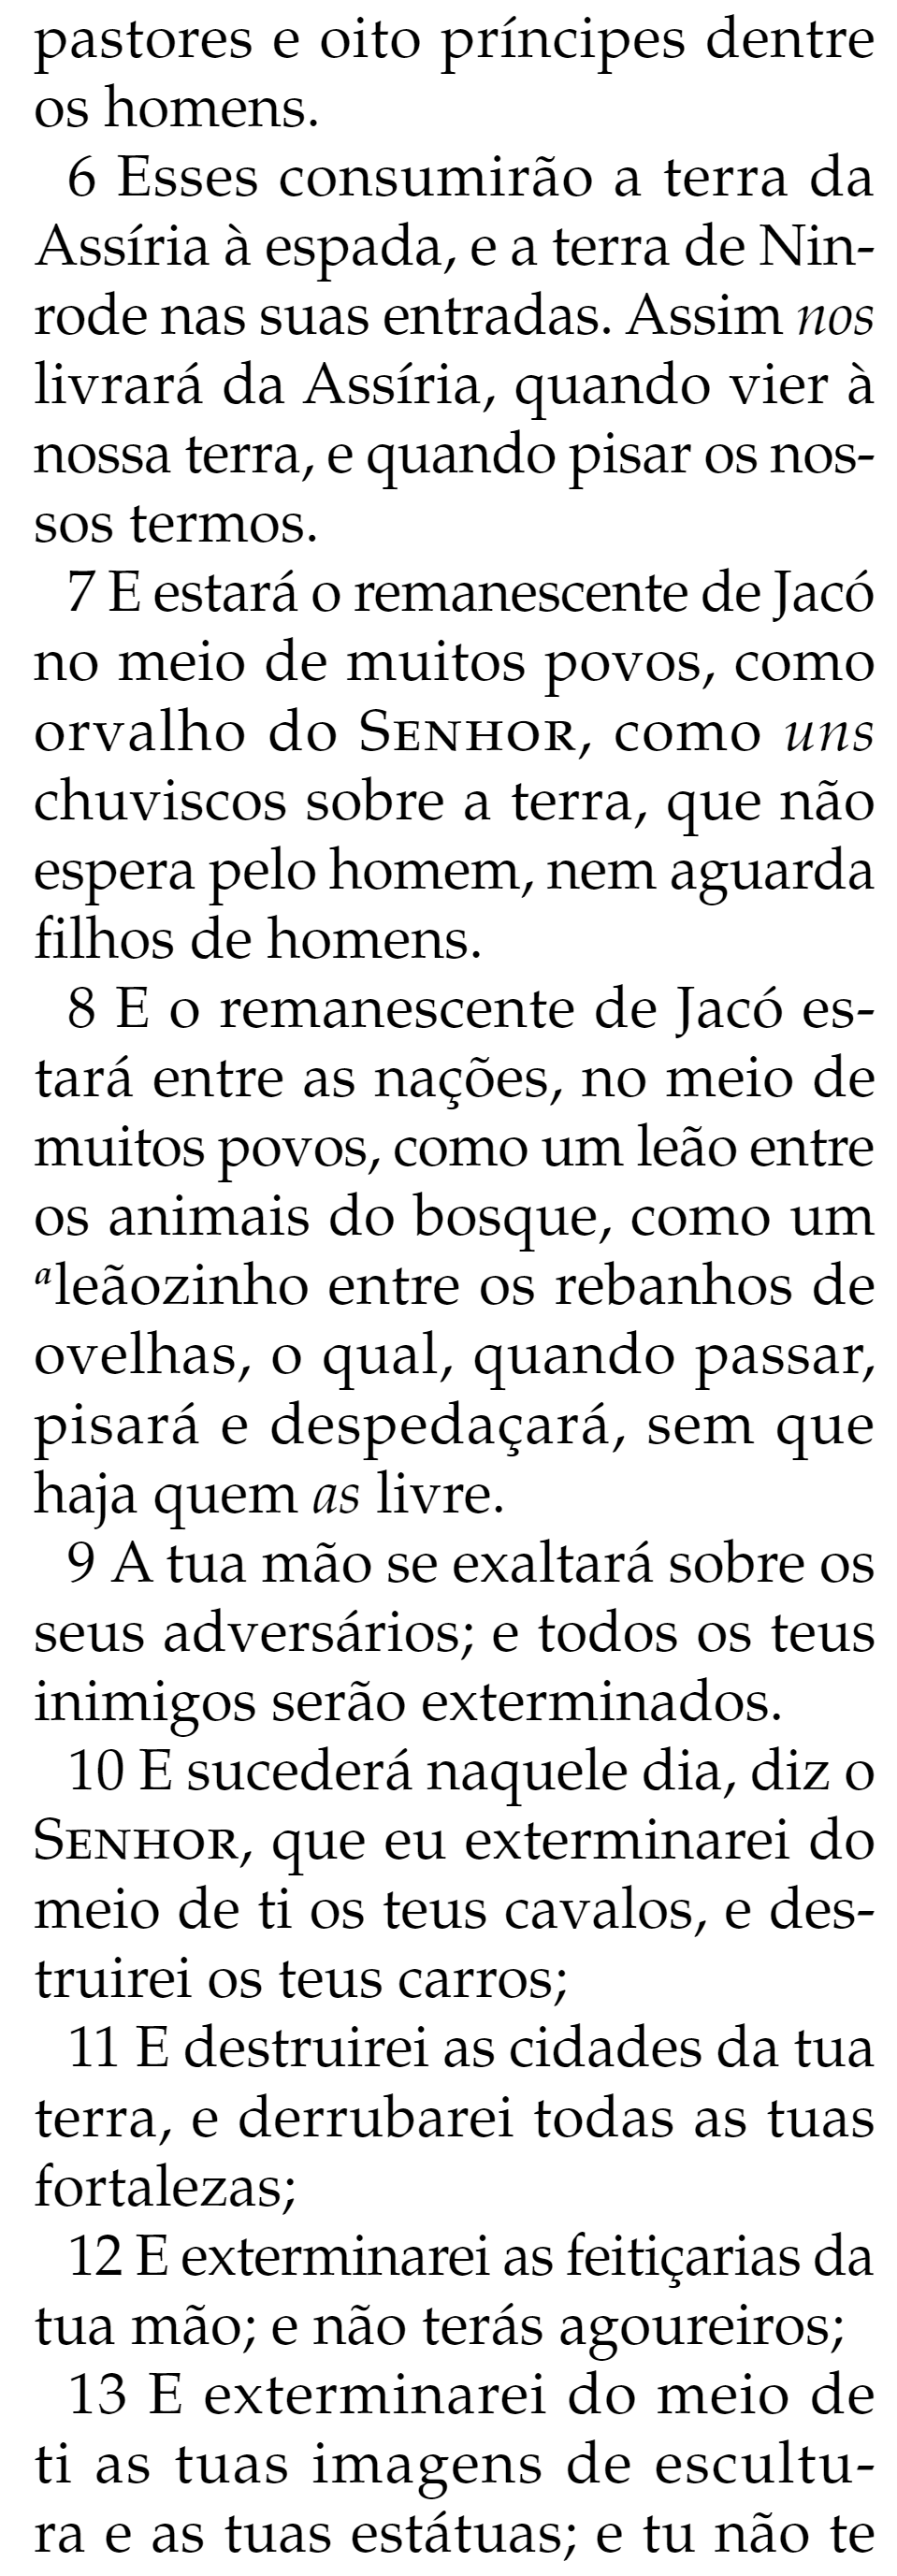 pastores e oito príncipes dentre
os homens.
6 Esses consumirão a terra da
Assíria à espada, e a terra de Nin-
rode nas suas entradas. Assim nos
livrará da Assíria, quando vier à
nossa terra, e quando pisar os nos-
sos termos.
7 E estará o remanescente de Jacó
no meio de muitos povos, como
orvalho do SENHOR, como uns
chuviscos sobre a terra, que não
espera pelo homem, nem aguarda
filhos de homens.
8 E o remanescente de Jacó es-
tará entre as nações, no meio de
muitos povos, como um leão entre
os animais do bosque, como um
aleãozinho entre os rebanhos de
ovelhas, o qual, quando passar,
pisará e despedaçará, sem que
haja quem as livre.
9 A tua mão se exaltará sobre os
seus adversários; e todos os teus
inimigos serão exterminados.
10 E sucederá naquele dia, diz o
SENHOR, que eu exterminarei do
meio de ti os teus cavalos, e des-
truirei os teus carros;
11 E destruirei as cidades da tua
terra, e derrubarei todas as tuas
fortalezas;
12 E exterminarei as feitiçarias da
tua mão; e não terás agoureiros;
13 E exterminarei do meio de
ti as tuas imagens de escultu-
ra e as tuas estátuas; e tu não te